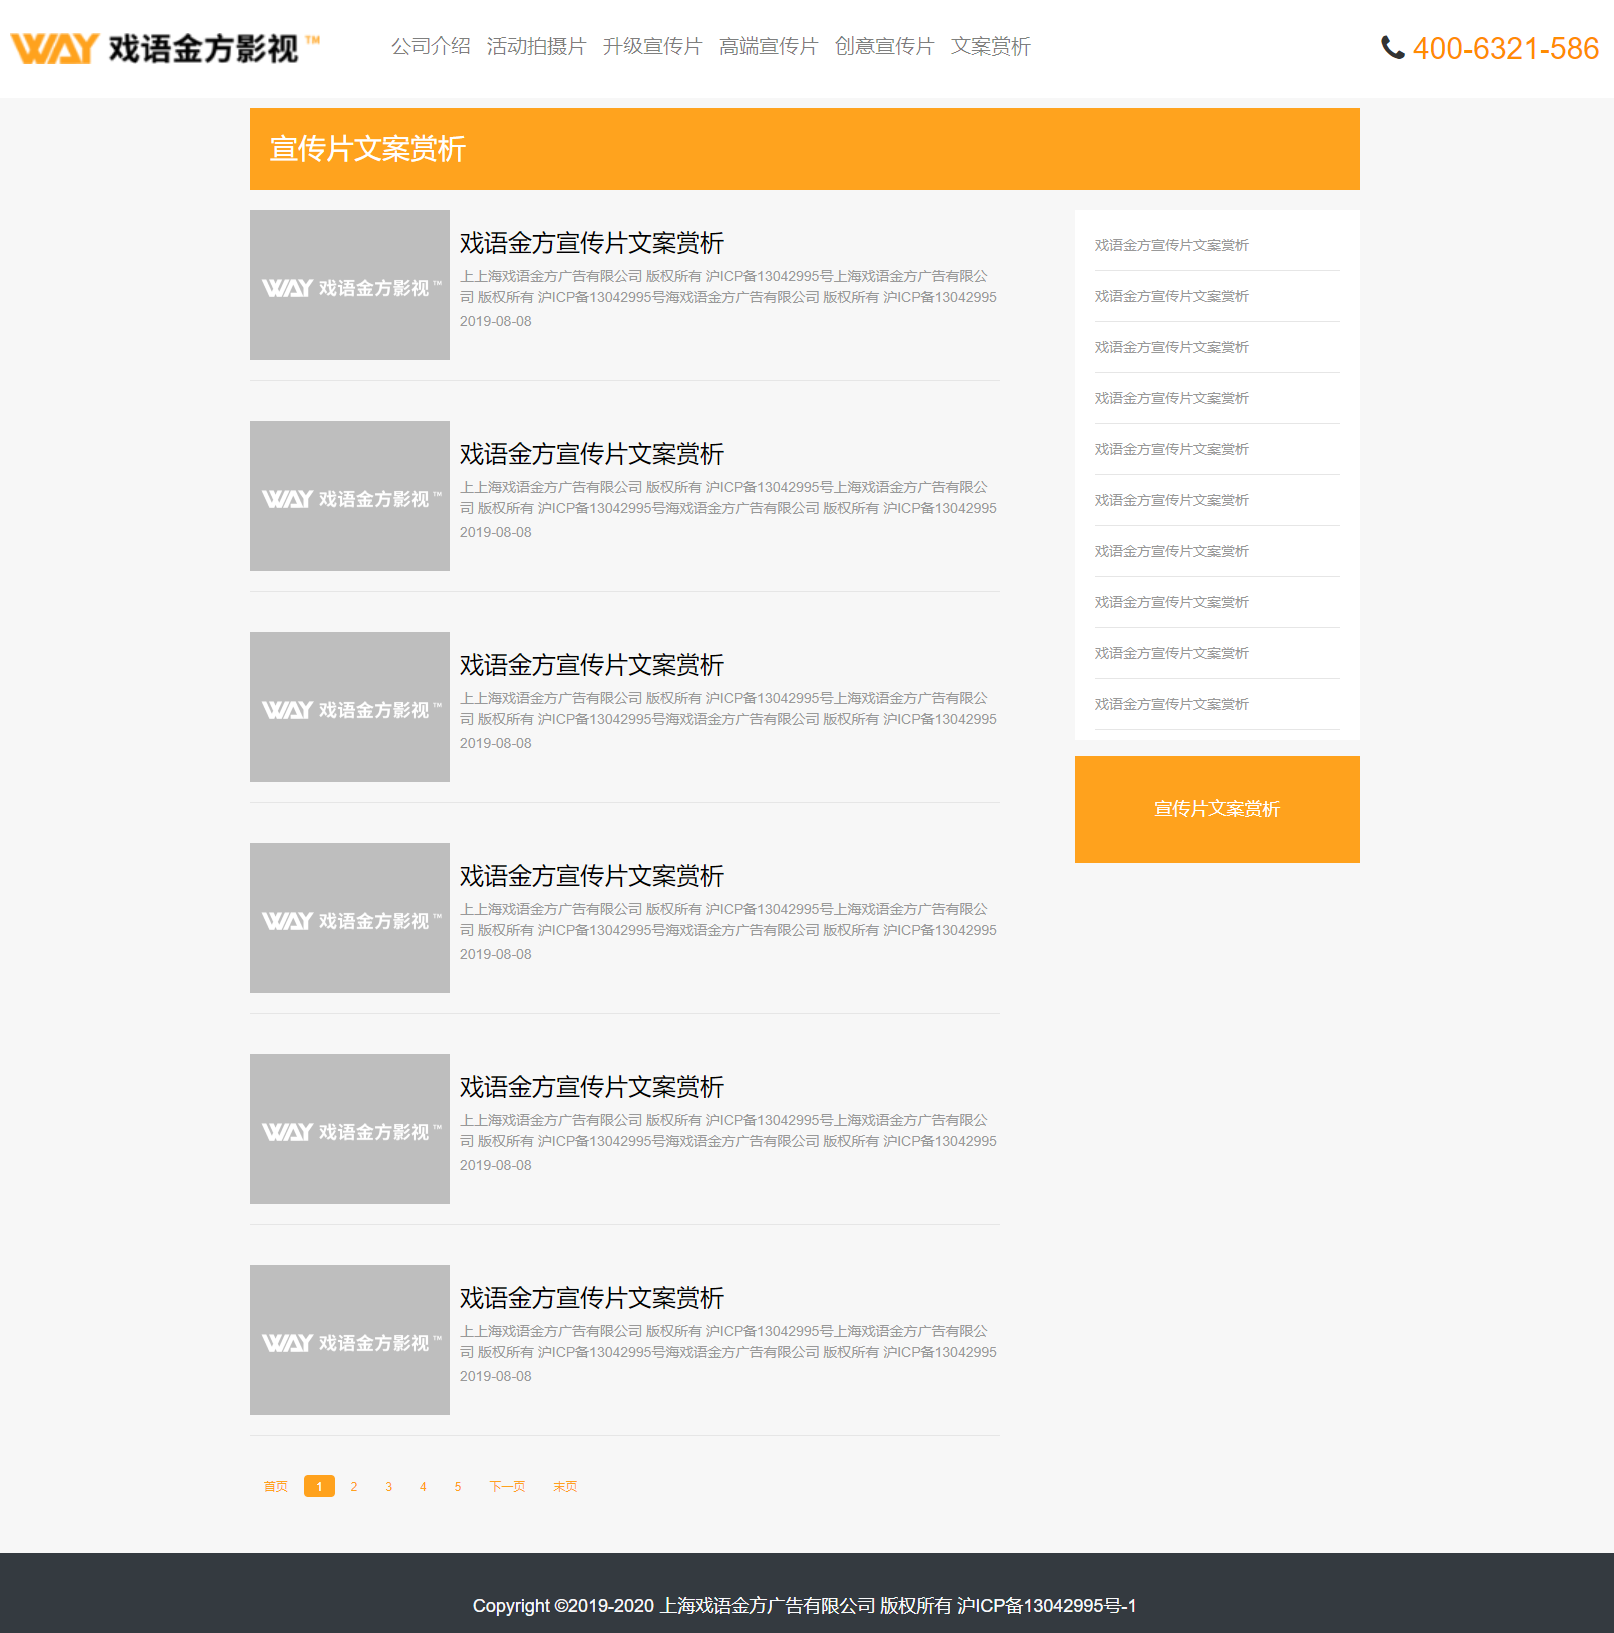 WAY 戏语金方影视 ™
公司介绍 活动拍摄片 升级宣传片 高端宣传片 创意宣传片 文案赏析
400-6321-586
宣传片文案赏析
WAY 戏语金方影视 ™
戏语金方宣传片文案赏析
上上海戏语金方广告有限公司 版权所有 沪ICP备13042995号上海戏语金方广告有限公
司 版权所有 沪ICP备13042995号海戏语金方广告有限公司 版权所有 沪ICP备13042995
2019-08-08
WAY 戏语金方影视 ™
戏语金方宣传片文案赏析
上上海戏语金方广告有限公司 版权所有 沪ICP备13042995号上海戏语金方广告有限公
司 版权所有 沪ICP备13042995号海戏语金方广告有限公司 版权所有 沪ICP备13042995
2019-08-08
WAY 戏语金方影视 ™
戏语金方宣传片文案赏析
上上海戏语金方广告有限公司 版权所有 沪ICP备13042995号上海戏语金方广告有限公
司 版权所有 沪ICP备13042995号海戏语金方广告有限公司 版权所有 沪ICP备13042995
2019-08-08
WAY 戏语金方影视 ™
戏语金方宣传片文案赏析
上上海戏语金方广告有限公司 版权所有 沪ICP备13042995号上海戏语金方广告有限公
司 版权所有 沪ICP备13042995号海戏语金方广告有限公司 版权所有 沪ICP备13042995
2019-08-08
WAY 戏语金方影视 ™
戏语金方宣传片文案赏析
上上海戏语金方广告有限公司 版权所有 沪ICP备13042995号上海戏语金方广告有限公
司 版权所有 沪ICP备13042995号海戏语金方广告有限公司 版权所有 沪ICP备13042995
2019-08-08
WAY 戏语金方影视 ™
戏语金方宣传片文案赏析
上上海戏语金方广告有限公司 版权所有 沪ICP备13042995号上海戏语金方广告有限公
司 版权所有 沪ICP备13042995号海戏语金方广告有限公司 版权所有 沪ICP备13042995
2019-08-08
首页 1 2 3 4 5 下一页 末页
戏语金方宣传片文案赏析
戏语金方宣传片文案赏析
戏语金方宣传片文案赏析
戏语金方宣传片文案赏析
戏语金方宣传片文案赏析
戏语金方宣传片文案赏析
戏语金方宣传片文案赏析
戏语金方宣传片文案赏析
戏语金方宣传片文案赏析
戏语金方宣传片文案赏析
宣传片文案赏析
Copyright ©2019-2020 上海戏语金方广告有限公司 版权所有 沪ICP备13042995号-1